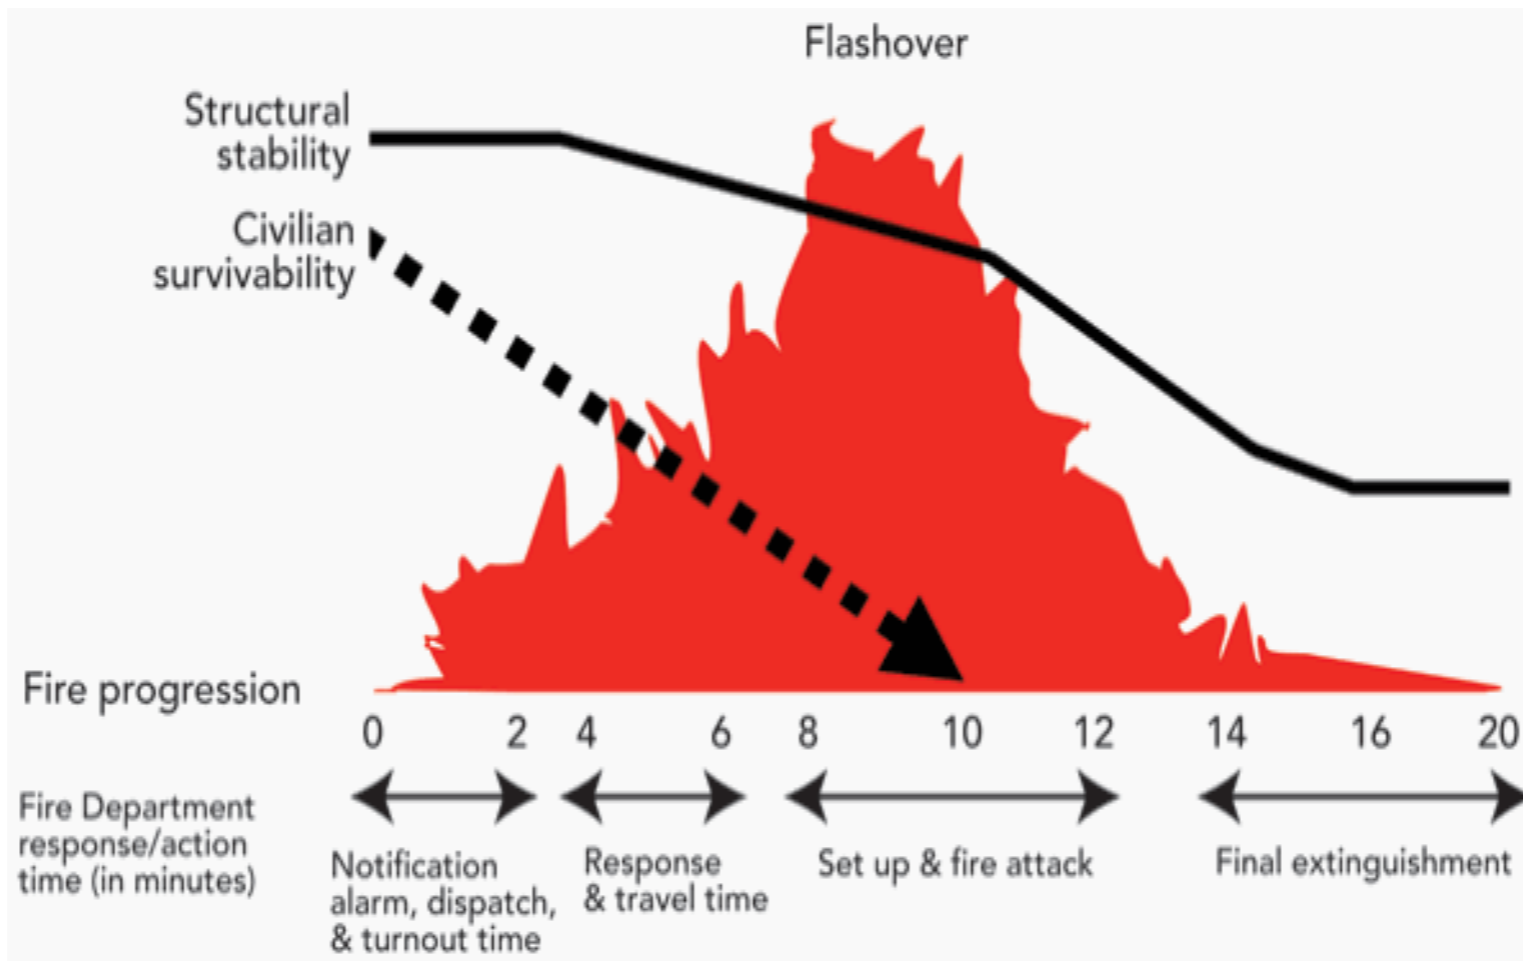 Flashover
Structural
stability
Civilian
survivability
Fire progression
0 2 4 6 8 10 12 14 16 20
Fire Department
response/action
time (in minutes)
Notification
alarm, dispatch,
& turnout time
Response
& travel time
Set up & fire attack
Final extinguishment